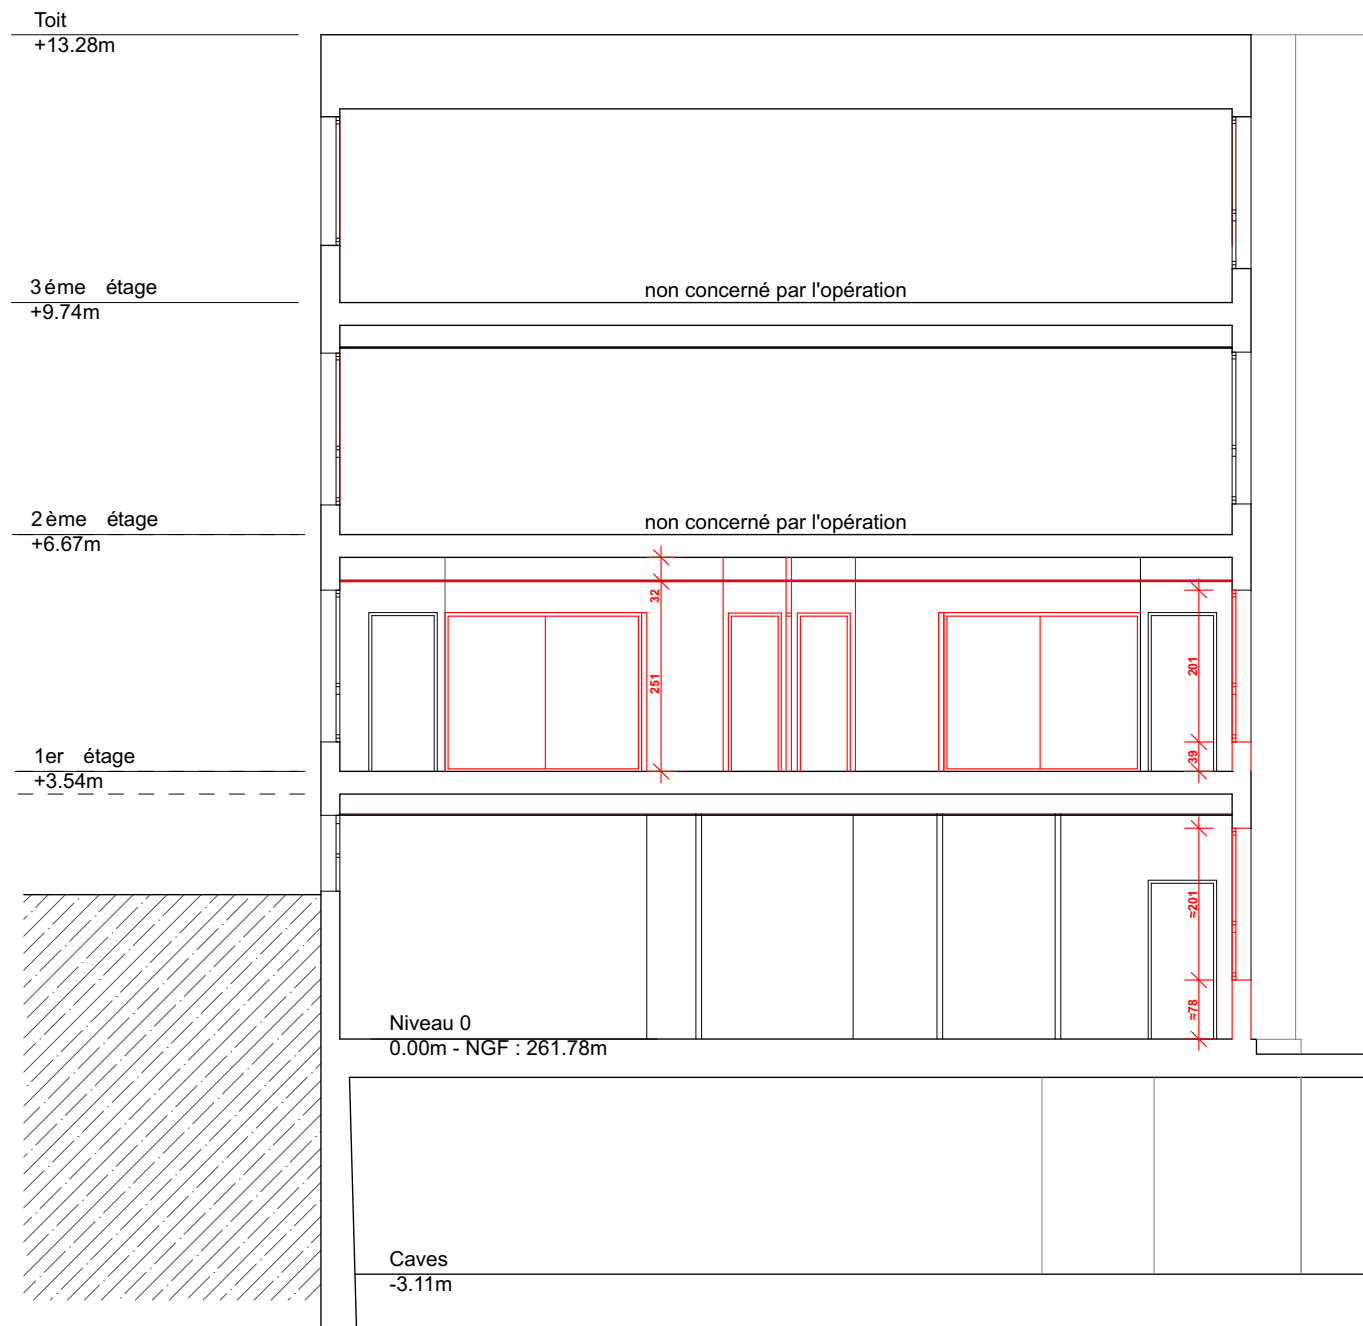 Toit
+13.28m
3éme étage
+9.74m
non concerné par l'opération
2ème étage
+6.67m
non concerné par l'opération
32
251
201
39
1er étage
+3.54m
≈201
≈78
Niveau 0
0.00m - NGF : 261.78m
Caves
-3.11m